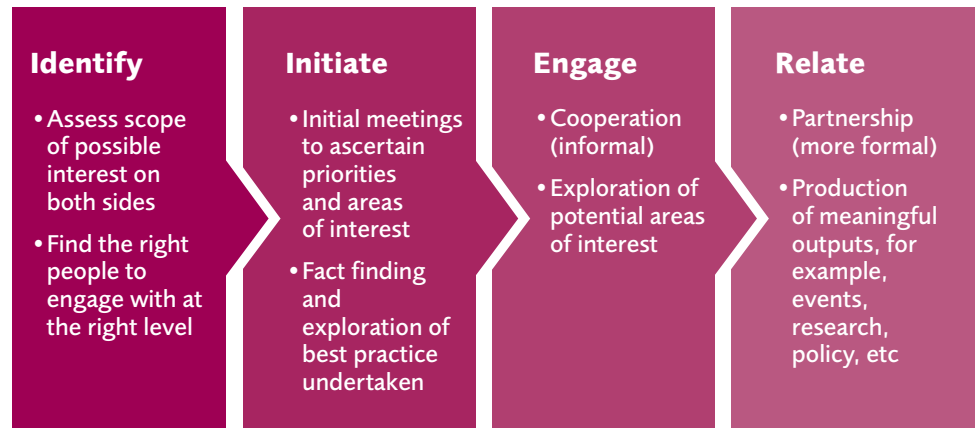 Identify
• Assess scope
of possible
interest on
both sides
• Find the right
people to
engage with at
the right level
Initiate
• Initial meetings
to ascertain
priorities
and areas
of interest
• Fact finding
and
exploration of
best practice
undertaken
Engage
• Cooperation
(informal)
• Exploration of
potential areas
of interest
Relate
• Partnership
(more formal)
• Production
of meaningful
outputs, for
example,
events,
research,
policy, etc